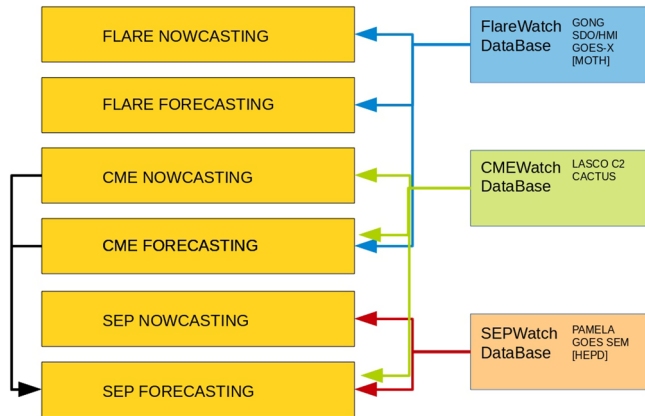 FLARE NOWCASTING
FLARE FORECASTING
CME NOWCASTING
CME FORECASTING
SEP NOWCASTING
SEP FORECASTING
FlareWatch
DataBase
GONG
SDO/HMI
GOES-X
[MOTH]
CMEWatch
DataBase
LASCO C2
CACTUS
SEPWatch
DataBase
PAMELA
GOES SEM
[HEPD]